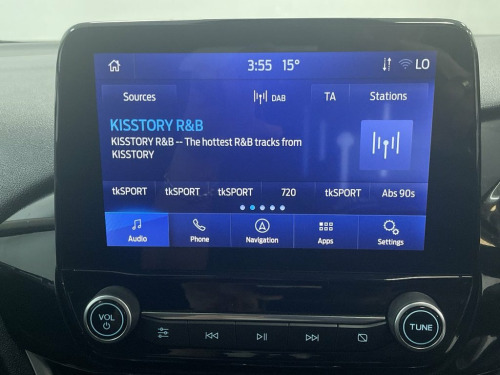 3:55 15° LO
Sources DAB TA Stations
KISSTORY R&B
KISSTORY R&B -- The hottest R&B tracks from
KISSTORY
tkSPORT tkSPORT tkSPORT 720 tkSPORT Abs 90s
Audio Phone Navigation Apps Settings
VOL TUNE